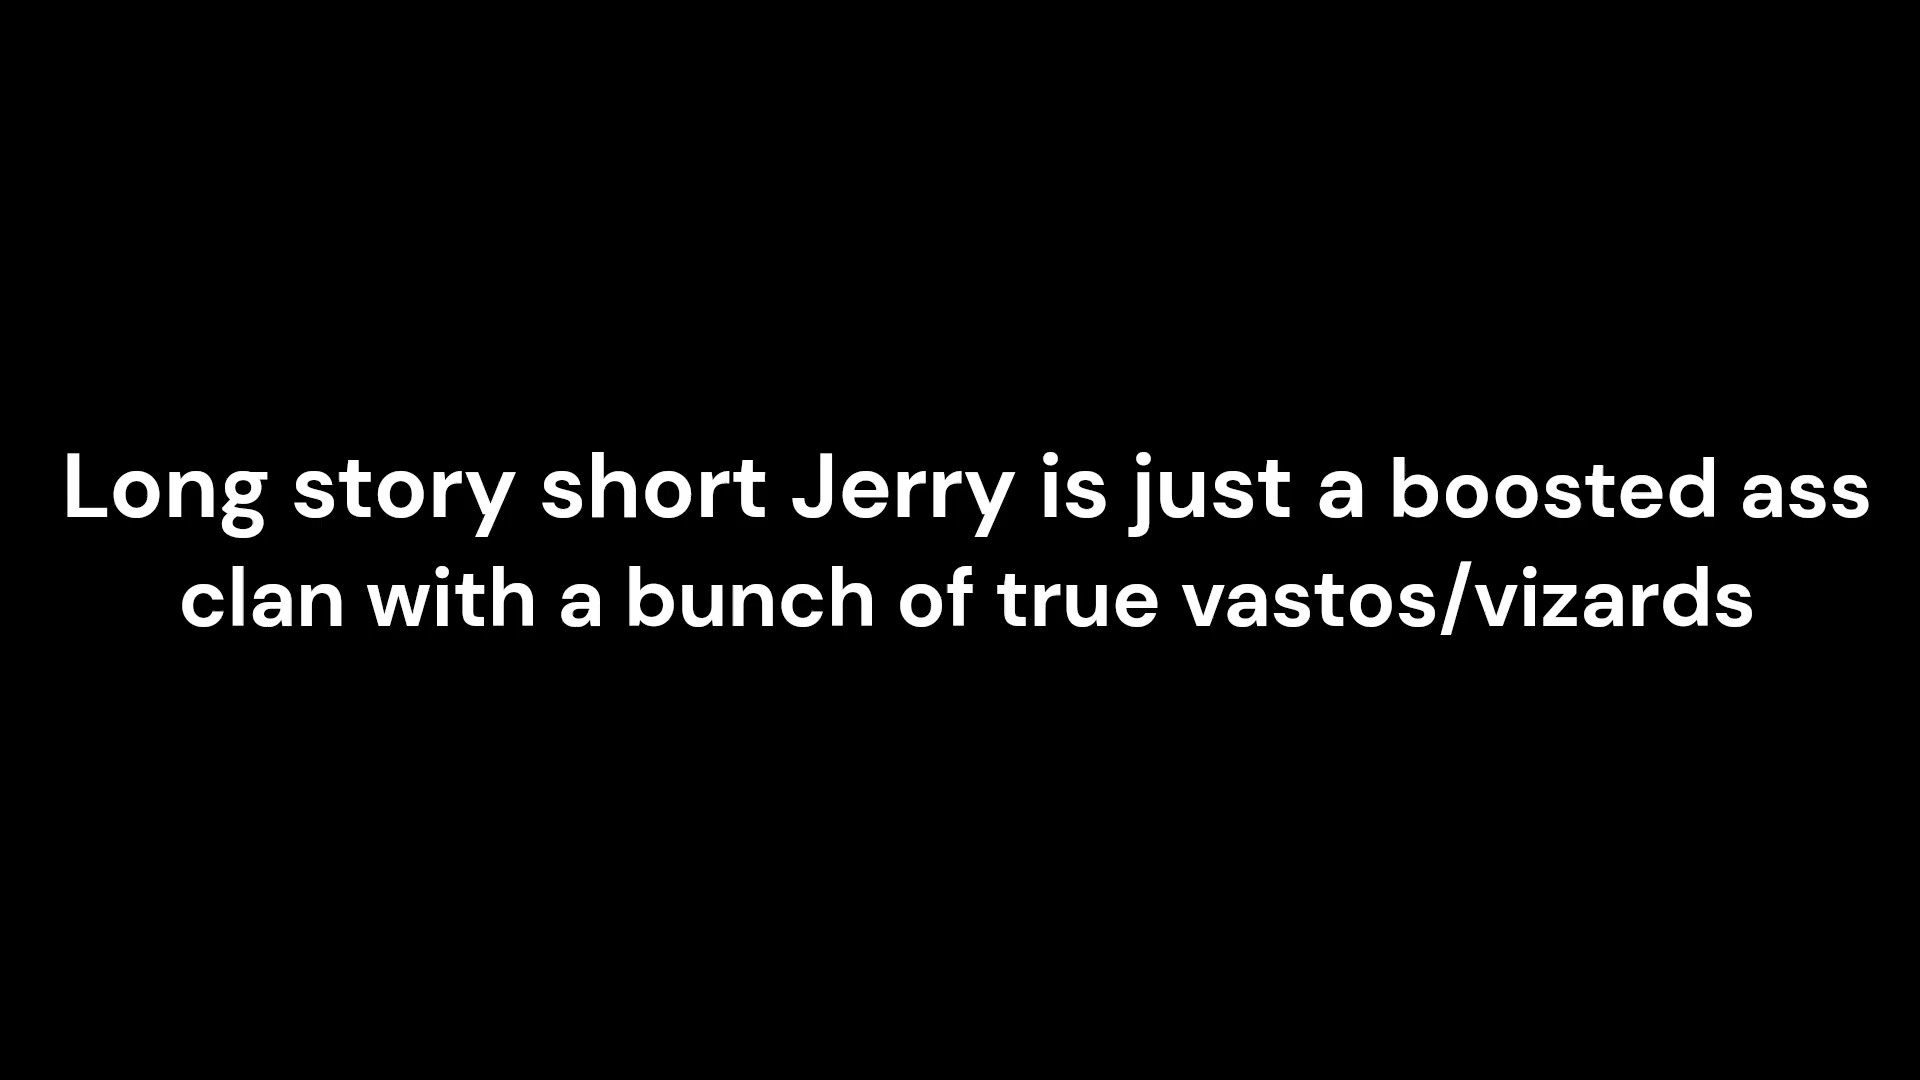 Long story short Jerry is just a boosted ass
clan with a bunch of true vastos/vizards